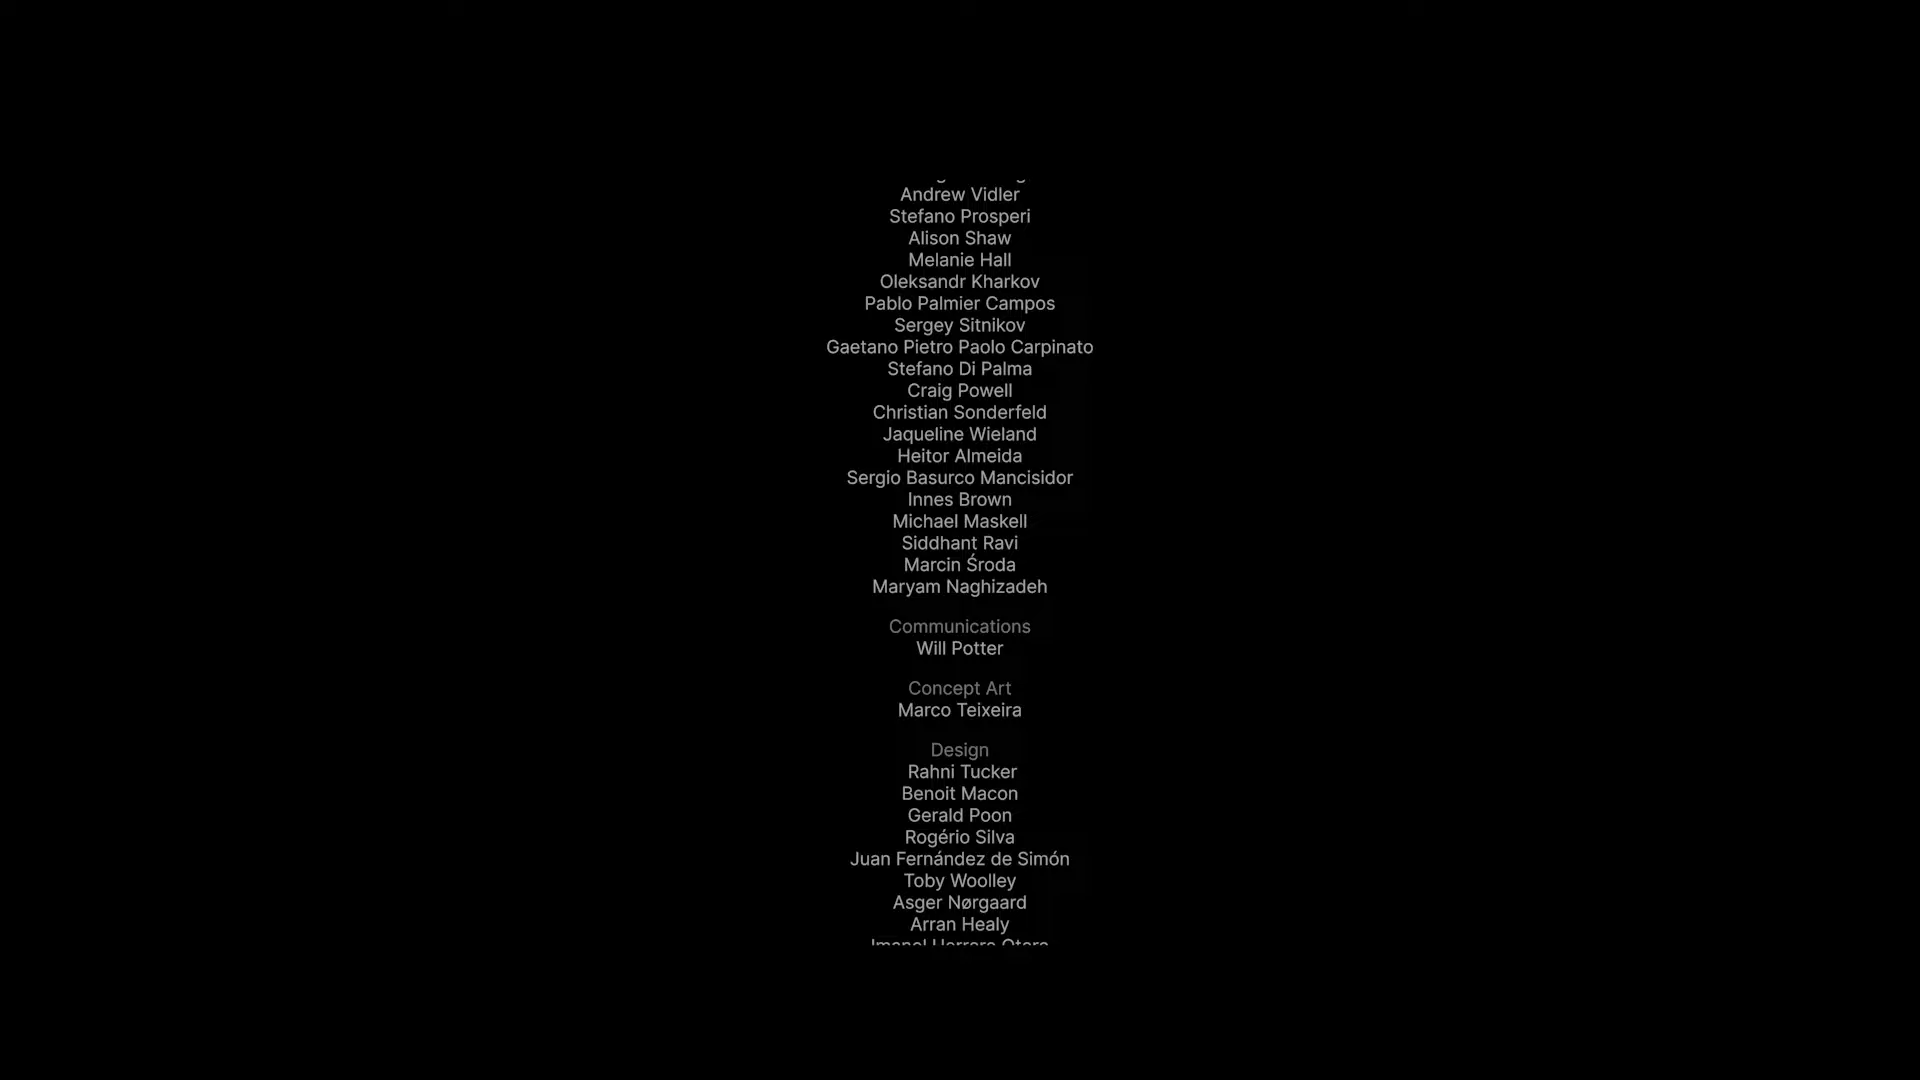 Andrew Vidler
Stefano Prosperi
Alison Shaw
Melanie Hall
Oleksandr Kharkov
Pablo Palmier Campos
Sergey Sitnikov
Gaetano Pietro Paolo Carpinato
Stefano Di Palma
Craig Powell
Christian Sonderfeld
Jaqueline Wieland
Heitor Almeida
Sergio Basurco Mancisidor
Innes Brown
Michael Maskell
Siddhant Ravi
Marcin Środa
Maryam Naghizadeh
Communications
Will Potter
Concept Art
Marco Teixeira
Design
Rahni Tucker
Benoit Macon
Gerald Poon
Rogério Silva
Juan Fernández de Simón
Toby Woolley
Asger Nørgaard
Arran Healy